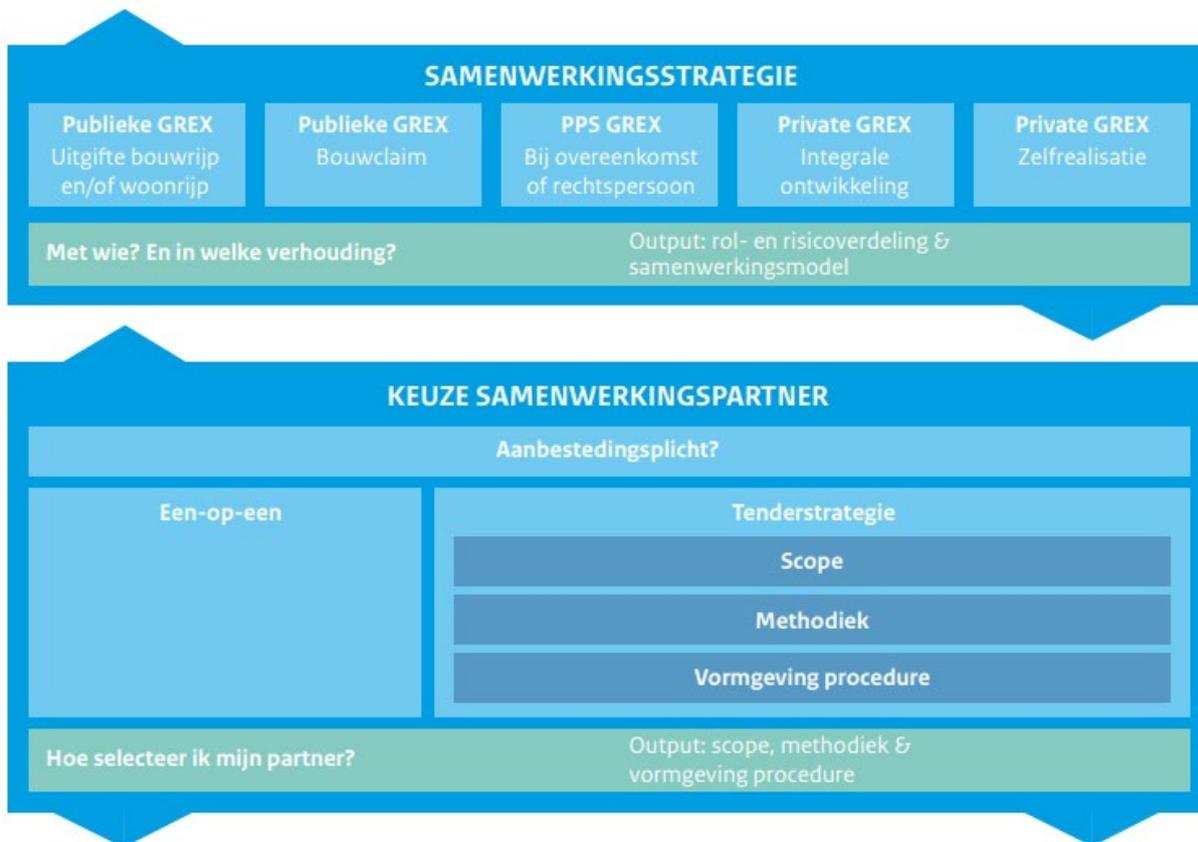 SAMENWERKINGSSTRATEGIE
Publieke GREX
Uitgifte bouwrijp
en/of woonrijp
Publieke GREX
Bouwclaim
PPS GREX
Bij overeenkomst
of rechtspersoon
Private GREX
Integrale
ontwikkeling
Private GREX
Zelfrealisatie
Met wie? En in welke verhouding?
Output: rol- en risicoverdeling &
samenwerkingsmodel
KEUZE SAMENWERKINGSPARTNER
Aanbestedingsplicht?
Een-op-een
Tenderstrategie
Scope
Methodiek
Vormgeving procedure
Hoe selecteer ik mijn partner?
Output: scope, methodiek &
vormgeving procedure